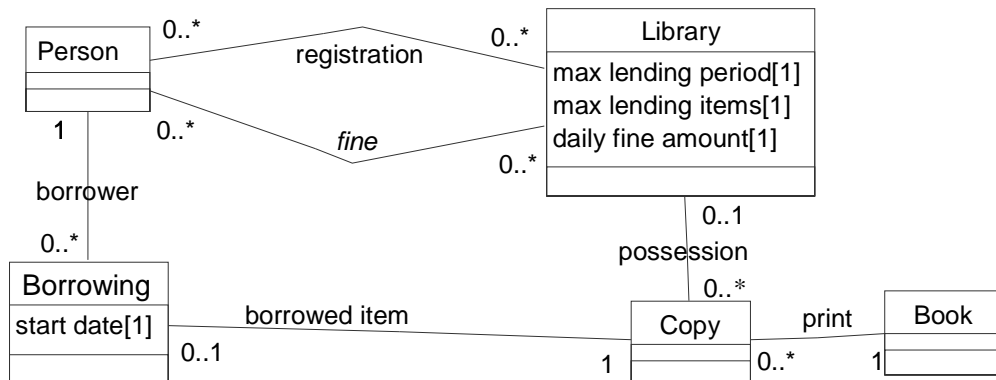 Person
0..*
registration
0..*
Library
max lending period[1]
max lending items[1]
daily fine amount[1]
1
0..*
fine
0..*
borrower
0..*
0..1
possession
0..*
Borrowing
start date[1]
0..1
borrowed item
1
Copy
0..*
print
1
Book